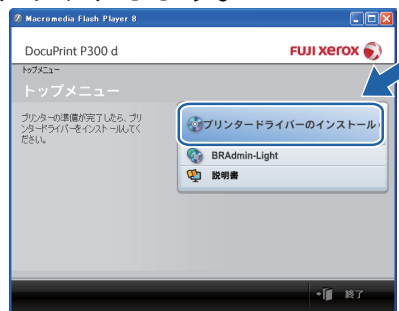 Macromedia Flash Player 8
DocuPrint P300 d
FUJI XEROX
トップメニュー
トップメニュー
プリンターの準備が完了したら、プリ
ンタードライバーをインストールしてく
ださい。
プリンタードライバーのインストール
BRAdmin-Light
説明書
終了